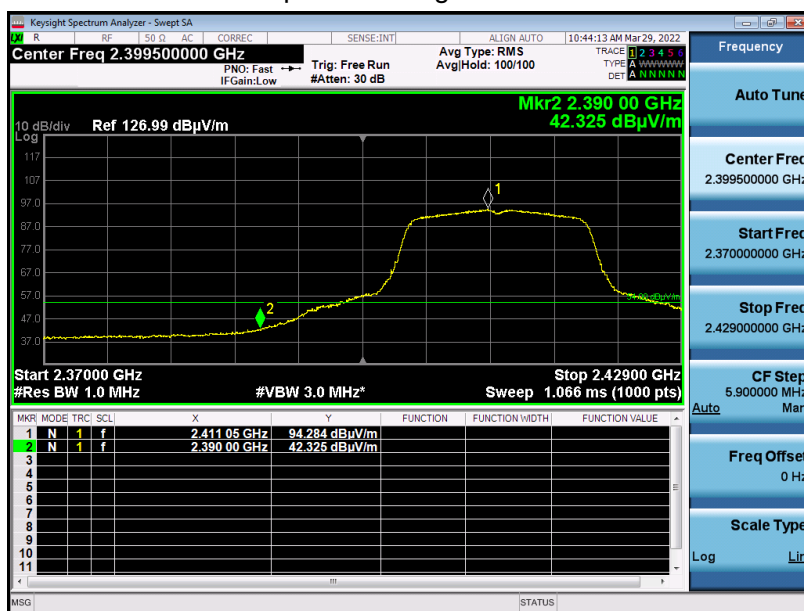 Keysight Spectrum Analyzer - Swept SA
LXI R RF 50 Ω AC CORREC SENSE:INT ALIGN AUTO 10:44:13 AM Mar 29, 2022
Center Freq 2.399500000 GHz
PNO: Fast
IFGain:Low
Trig: Free Run
#Atten: 30 dB
Avg Type: RMS
Avg|Hold: 100/100
TRACE 1 2 3 4 5 6
TYPE A WWWWW
DET A N N N N N
Frequency
Mkr2 2.390 00 GHz
42.325 dBµV/m
10 dB/div Ref 126.99 dBµV/m
Log
117
107
97.0
87.0
77.0
67.0
57.0
47.0
37.0
1
2
Start 2.37000 GHz Stop 2.42900 GHz
#Res BW 1.0 MHz #VBW 3.0 MHz* Sweep 1.066 ms (1000 pts)
MKR MODE TRC SCL X Y FUNCTION FUNCTION WIDTH FUNCTION VALUE
1 N 1 f 2.411 05 GHz 94.284 dBµV/m
2 N 1 f 2.390 00 GHz 42.325 dBµV/m
3
4
5
6
7
8
9
10
11
Auto Tune
Center Freq
2.399500000 GHz
Start Freq
2.370000000 GHz
Stop Freq
2.429000000 GHz
CF Step
5.900000 MHz
Auto Man
Freq Offset
0 Hz
Scale Type
Log Lin
MSG STATUS